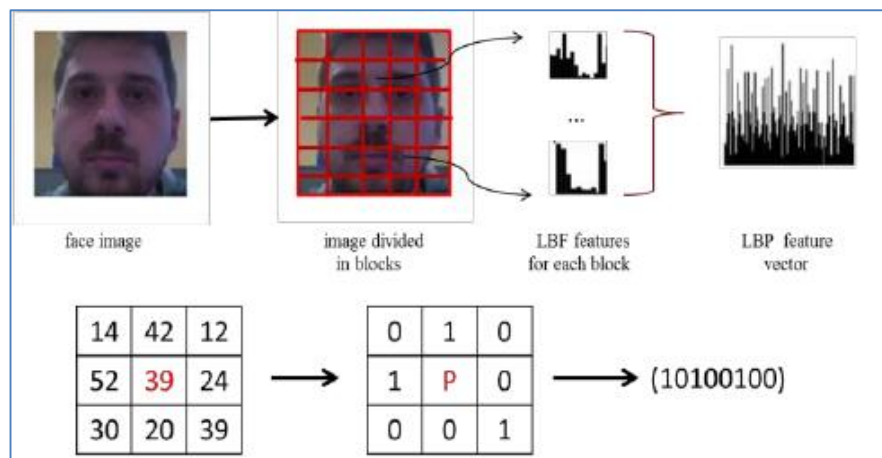 ...
face image
image divided
in blocks
LBF features
for each block
LBP feature
vector
14 42 12
52 39 24
30 20 39
0 1 0
1 P 0
0 0 1
(10100100)